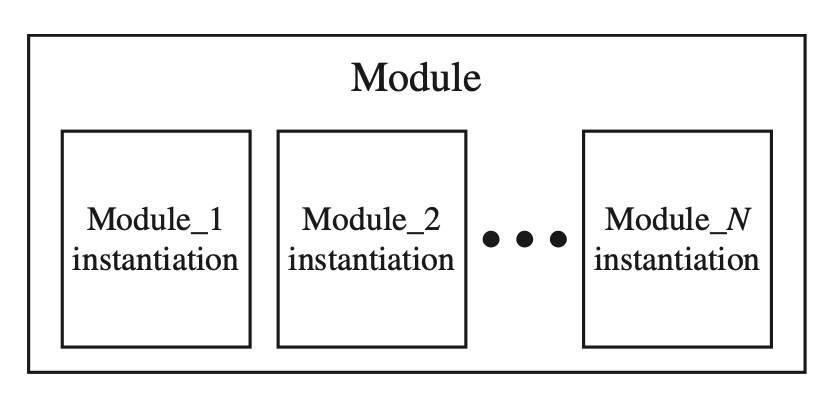 Module
Module_1
instantiation
Module_2
instantiation
Module_N
instantiation